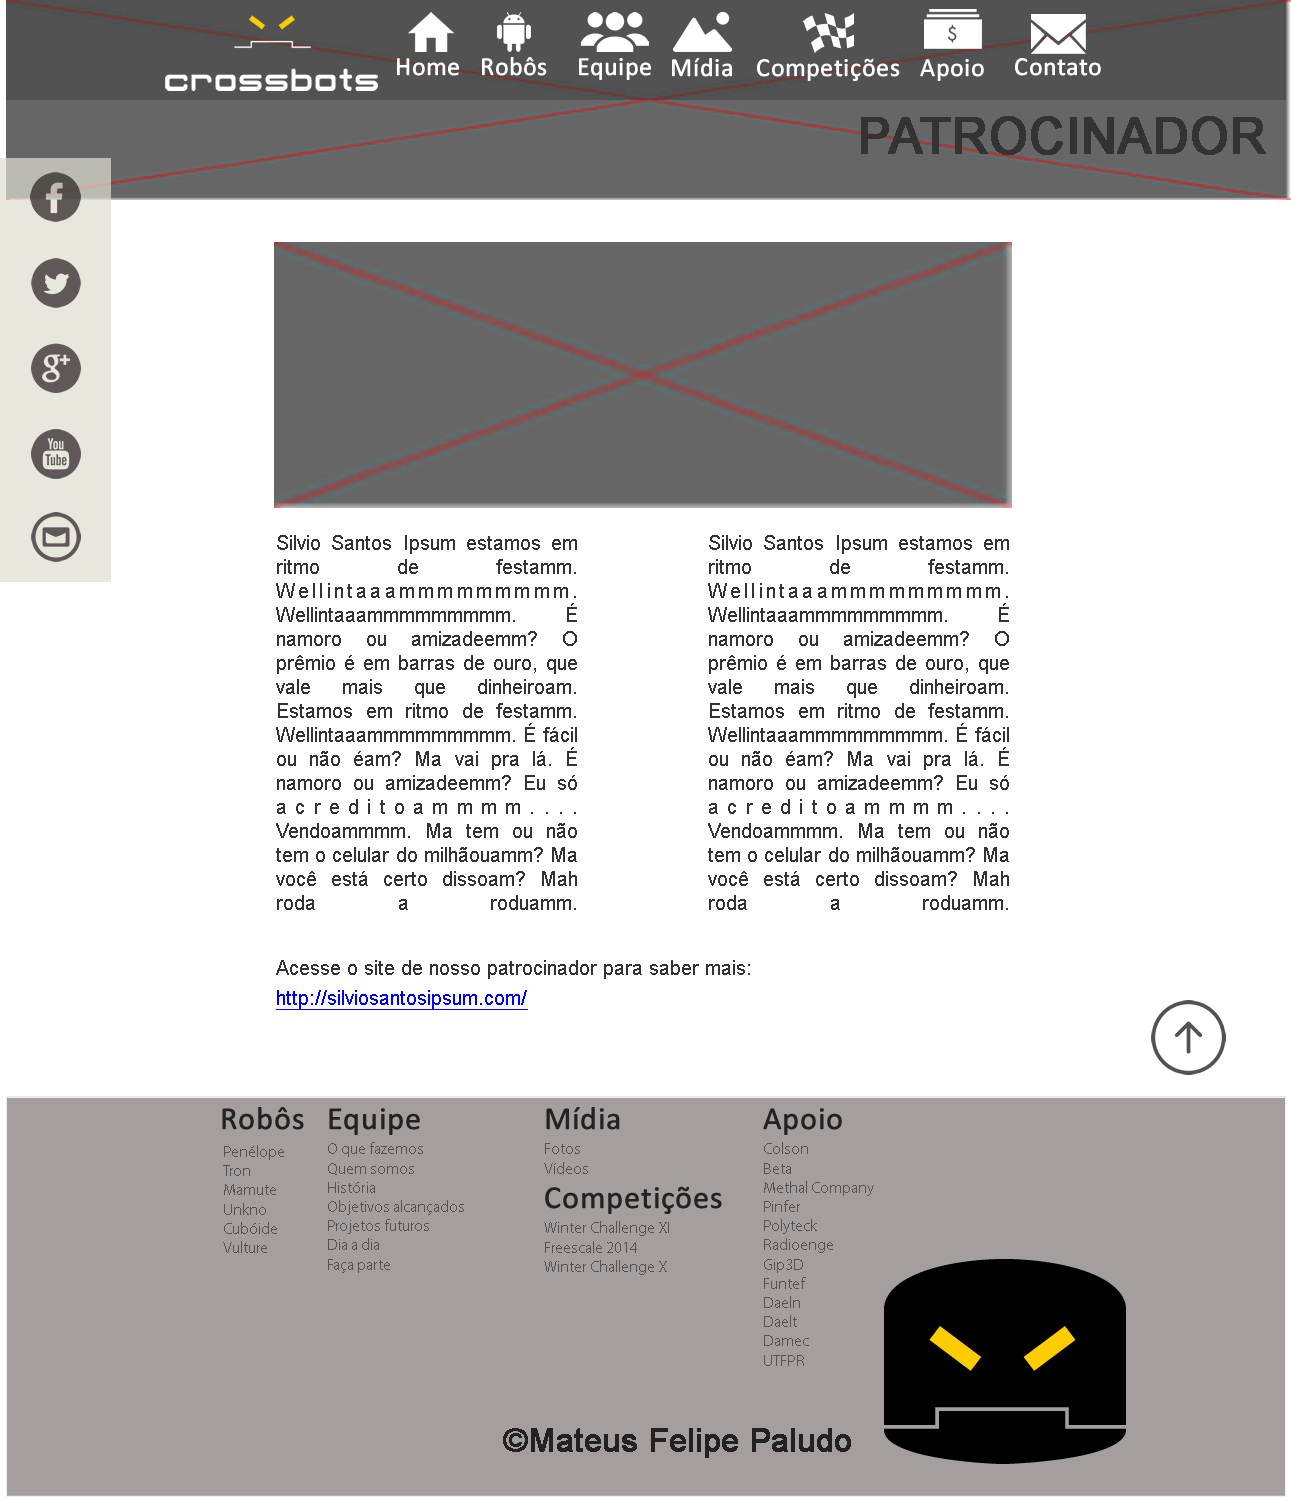 crossbots
Home Robôs Equipe Mídia Competições Apoio Contato
$
PATROCINADOR
f
g+
You
Tube
Silvio Santos Ipsum estamos em
ritmo de festamm.
Wellintaaammmmmmmmm.
Wellintaaammmmmmmmm. É
namoro ou amizadeemm? O
prêmio é em barras de ouro, que
vale mais que dinheiroam.
Estamos em ritmo de festamm.
Wellintaaammmmmmmmm. É fácil
ou não éam? Ma vai pra lá. É
namoro ou amizadeemm? Eu só
acreditoammmm....
Vendoammmm. Ma tem ou não
tem o celular do milhãouamm? Ma
você está certo dissoam? Mah
roda a roduamm.
Silvio Santos Ipsum estamos em
ritmo de festamm.
Wellintaaammmmmmmmm.
Wellintaaammmmmmmmm. É
namoro ou amizadeemm? O
prêmio é em barras de ouro, que
vale mais que dinheiroam.
Estamos em ritmo de festamm.
Wellintaaammmmmmmmm. É fácil
ou não éam? Ma vai pra lá. É
namoro ou amizadeemm? Eu só
acreditoammmm....
Vendoammmm. Ma tem ou não
tem o celular do milhãouamm? Ma
você está certo dissoam? Mah
roda a roduamm.
Acesse o site de nosso patrocinador para saber mais:
http://silviosantosipsum.com/
Robôs
Penélope
Tron
Mamute
Unkno
Cubóide
Vulture
Equipe
O que fazemos
Quem somos
História
Objetivos alcançados
Projetos futuros
Dia a dia
Faça parte
Mídia
Fotos
Vídeos
Competições
Winter Challenge XI
Freescale 2014
Winter Challenge X
Apoio
Colson
Beta
Methal Company
Pinfer
Polyteck
Radioenge
Gip3D
Funtef
Daeln
Daelt
Damec
UTFPR
©Mateus Felipe Paludo